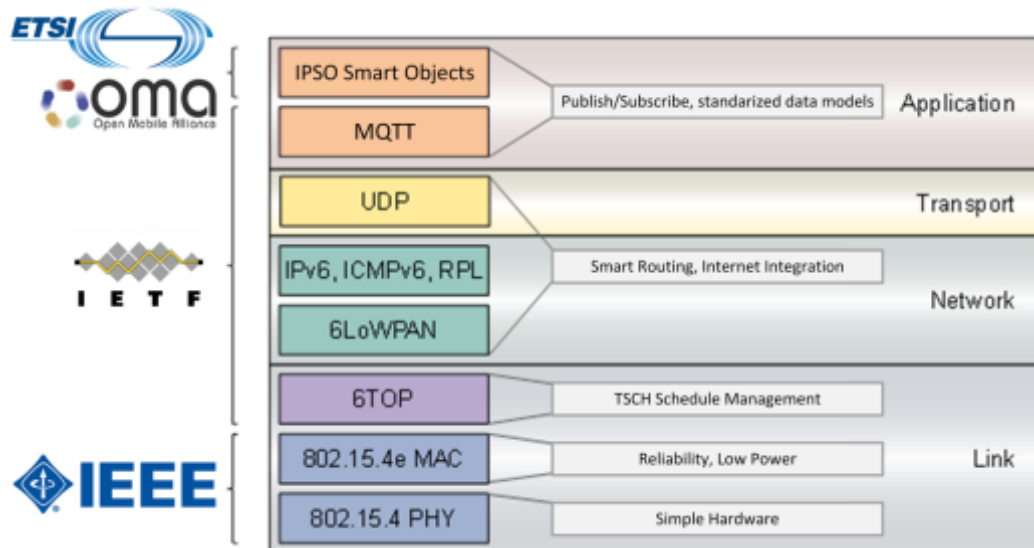 ETSI
oma
Open Mobile Alliance
IPSO Smart Objects
Publish/Subscribe, standarized data models
Application
MQTT
UDP
Transport
IETF
IPv6, ICMPv6, RPL
Smart Routing, Internet Integration
Network
6LoWPAN
6TOP
TSCH Schedule Management
IEEE
802.15.4e MAC
Reliability, Low Power
Link
802.15.4 PHY
Simple Hardware